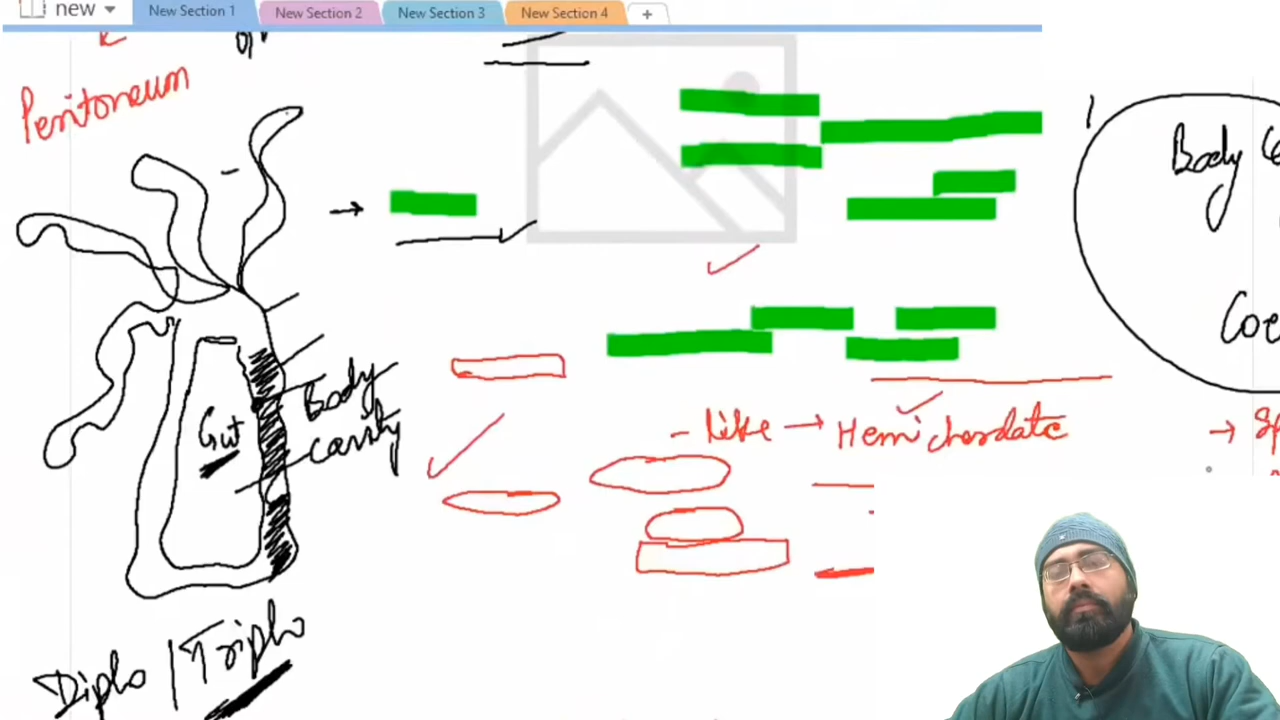 new
New Section 1
New Section 2
New Section 3
New Section 4
Peritoneum
Body
Coe
Gut
Body
cavity
- like → Hemichordate
→ Sp
Diplo / Triplo